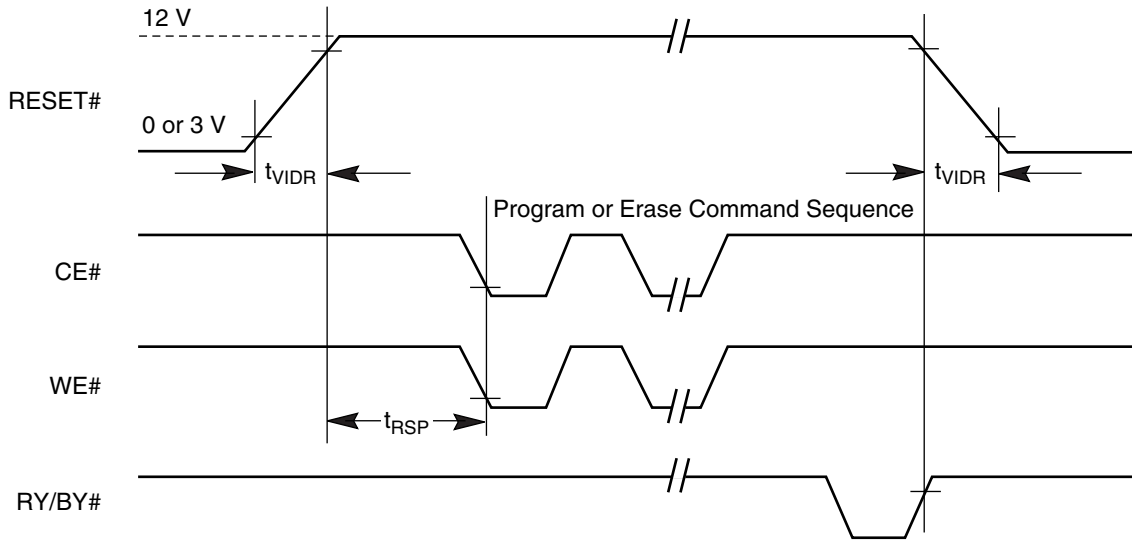 12 V
RESET#
0 or 3 V
tVIDR
tVIDR
Program or Erase Command Sequence
CE#
WE#
tRSP
RY/BY#